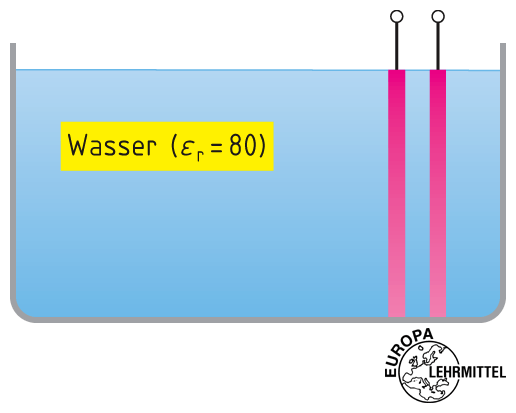 Wasser (εr = 80)
EUROPA
LEHRMITTEL